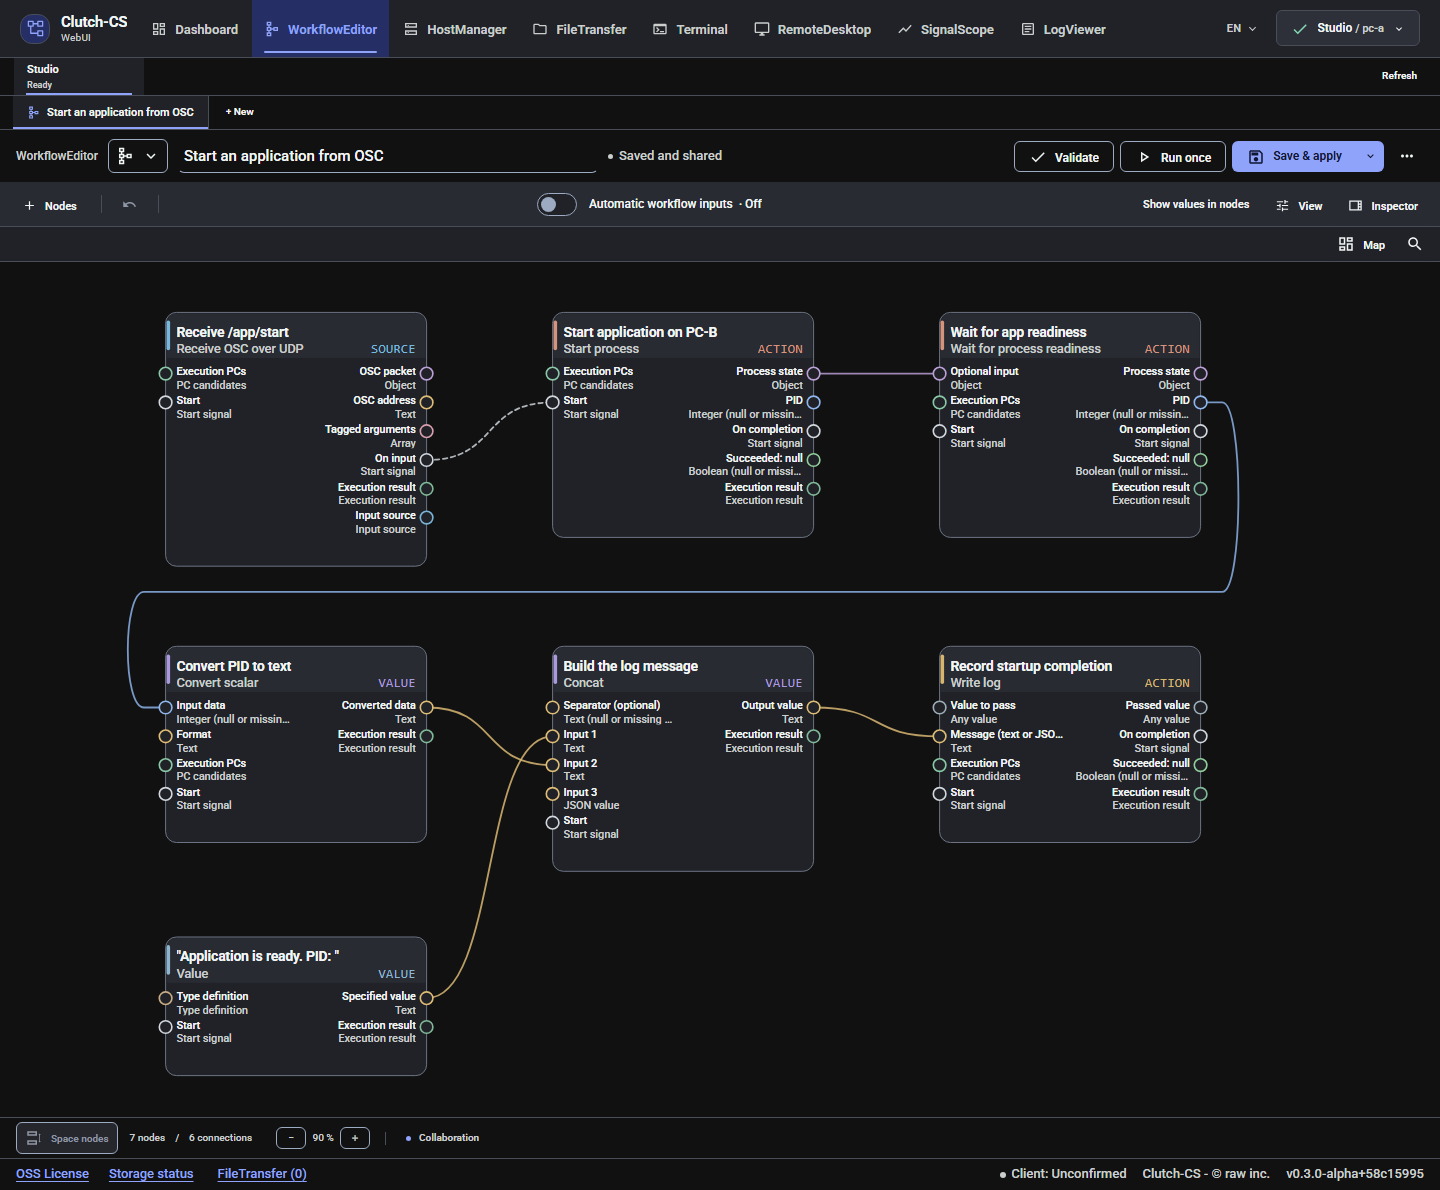 Clutch-CS
WebUI
Dashboard
WorkflowEditor
HostManager
FileTransfer
Terminal
RemoteDesktop
SignalScope
LogViewer
EN
Studio / pc-a
Studio
Ready
Refresh
Start an application from OSC
+ New
WorkflowEditor
Start an application from OSC
Saved and shared
Validate
Run once
Save & apply
Nodes
Automatic workflow inputs · Off
Show values in nodes
View
Inspector
Map
Receive /app/start
Receive OSC over UDP SOURCE
Execution PCs
PC candidates
Start
Start signal
OSC packet
Object
OSC address
Text
Tagged arguments
Array
On input
Start signal
Execution result
Execution result
Input source
Input source
Start application on PC-B
Start process ACTION
Execution PCs
PC candidates
Start
Start signal
Process state
Object
PID
Integer (null or missin...
On completion
Start signal
Succeeded: null
Boolean (null or missi...
Execution result
Execution result
Wait for app readiness
Wait for process readiness ACTION
Optional input
Object
Execution PCs
PC candidates
Start
Start signal
Process state
Object
PID
Integer (null or missin...
On completion
Start signal
Succeeded: null
Boolean (null or missi...
Execution result
Execution result
Convert PID to text
Convert scalar VALUE
Input data
Integer (null or missin...
Format
Text
Execution PCs
PC candidates
Start
Start signal
Converted data
Text
Execution result
Execution result
Build the log message
Concat VALUE
Separator (optional)
Text (null or missing ...
Input 1
Text
Input 2
Text
Input 3
JSON value
Start
Start signal
Output value
Text
Execution result
Execution result
Record startup completion
Write log ACTION
Value to pass
Any value
Message (text or JSO...
Text
Execution PCs
PC candidates
Start
Start signal
Passed value
Any value
On completion
Start signal
Succeeded: null
Boolean (null or missi...
Execution result
Execution result
"Application is ready. PID: "
Value VALUE
Type definition
Type definition
Start
Start signal
Specified value
Text
Execution result
Execution result
Space nodes
7 nodes / 6 connections
− 90 % +
Collaboration
OSS License
Storage status
FileTransfer (0)
Client: Unconfirmed
Clutch-CS - © raw inc.
v0.3.0-alpha+58c15995